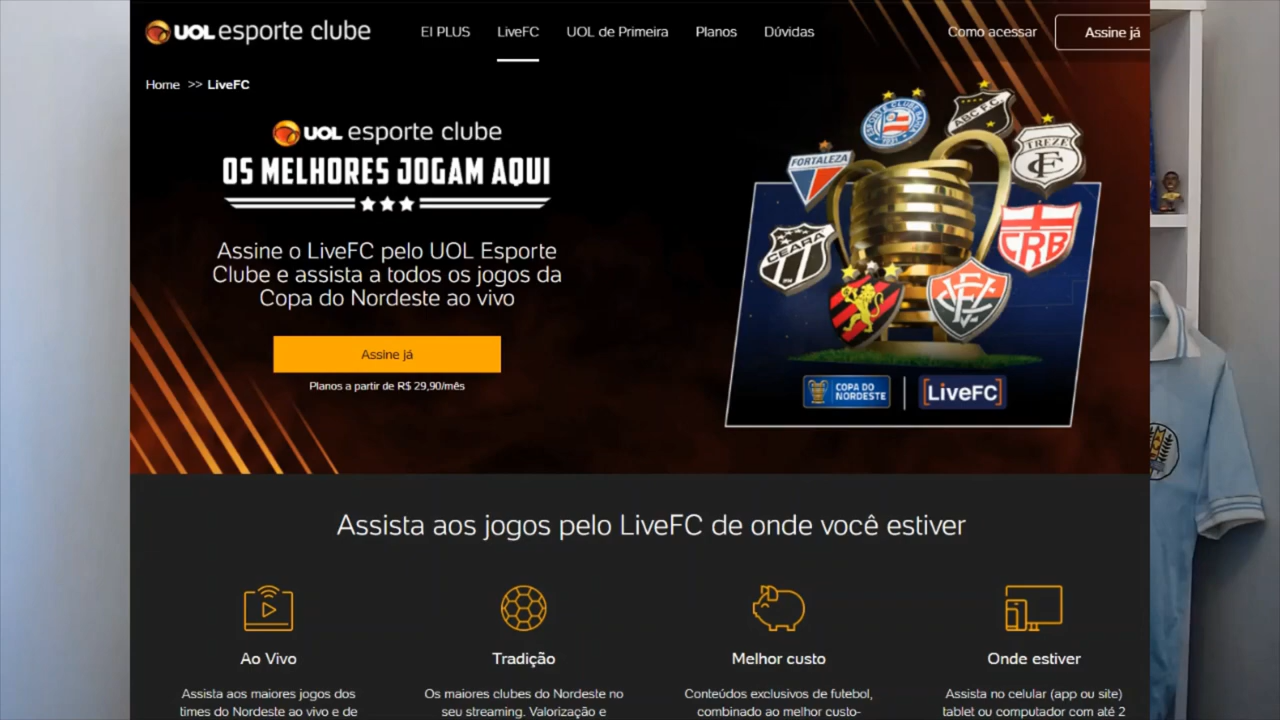 UOL esporte clube
EI PLUS
LiveFC
UOL de Primeira
Planos
Dúvidas
Como acessar
Assine já
Home >> LiveFC
UOL esporte clube
OS MELHORES JOGAM AQUI
Assine o LiveFC pelo UOL Esporte
Clube e assista a todos os jogos da
Copa do Nordeste ao vivo
Assine já
Planos a partir de R$ 29,90/mês
ESPORTE CLUBE BAHIA
1931
ABC F.C.
FORTALEZA
TREZE
CEARÁ
CRB
COPA DO
NORDESTE
[LiveFC]
Assista aos jogos pelo LiveFC de onde você estiver
Ao Vivo
Tradição
Melhor custo
Onde estiver
Assista aos maiores jogos dos
times do Nordeste ao vivo e de
Os maiores clubes do Nordeste no
seu streaming. Valorização e
Conteúdos exclusivos de futebol,
combinado ao melhor custo-
Assista no celular (app ou site)
tablet ou computador com até 2